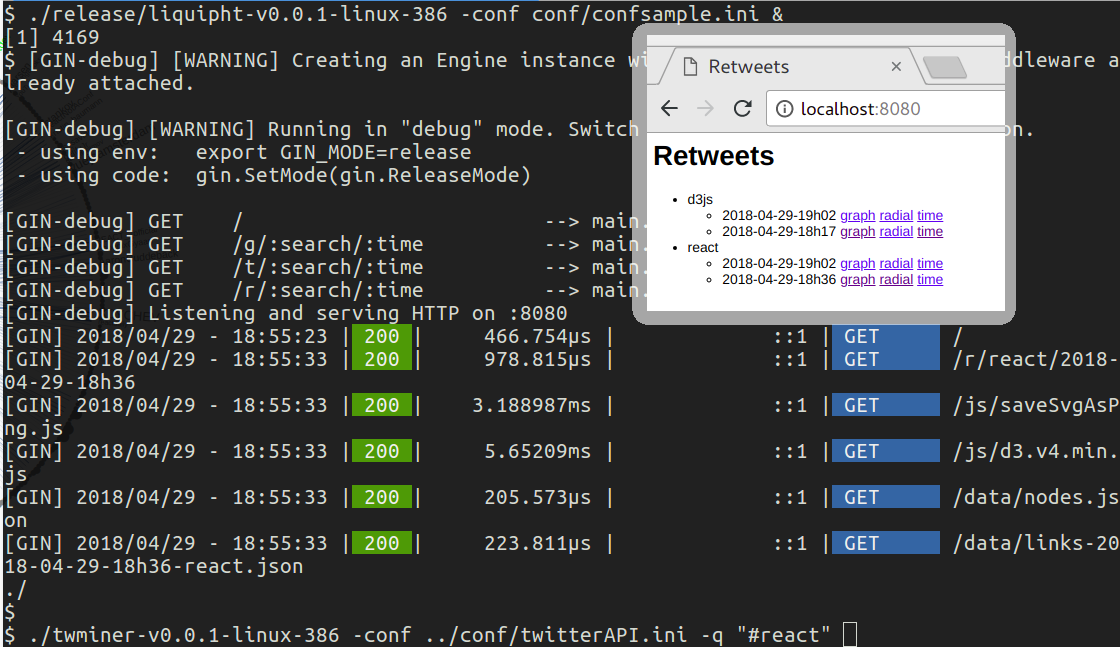 $ ./release/liquipht-v0.0.1-linux-386 -conf conf/confsample.ini &
[1] 4169
$ [GIN-debug] [WARNING] Creating an Engine instance wi ddleware a
lready attached.
[GIN-debug] [WARNING] Running in "debug" mode. Switch on.
- using env: export GIN_MODE=release
- using code: gin.SetMode(gin.ReleaseMode)
[GIN-debug] GET / --> main.
[GIN-debug] GET /g/:search/:time --> main.
[GIN-debug] GET /t/:search/:time --> main.
[GIN-debug] GET /r/:search/:time --> main.
[GIN-debug] Listening and serving HTTP on :8080
Retweets ×
localhost:8080
Retweets
d3js
2018-04-29-19h02 graph radial time
2018-04-29-18h17 graph radial time
react
2018-04-29-19h02 graph radial time
2018-04-29-18h36 graph radial time
[GIN] 2018/04/29 - 18:55:23 | 200 | 466.754µs | ::1 | GET /
[GIN] 2018/04/29 - 18:55:33 | 200 | 978.815µs | ::1 | GET /r/react/2018-
04-29-18h36
[GIN] 2018/04/29 - 18:55:33 | 200 | 3.188987ms | ::1 | GET /js/saveSvgAsP
ng.js
[GIN] 2018/04/29 - 18:55:33 | 200 | 5.65209ms | ::1 | GET /js/d3.v4.min.
js
[GIN] 2018/04/29 - 18:55:33 | 200 | 205.573µs | ::1 | GET /data/nodes.js
on
[GIN] 2018/04/29 - 18:55:33 | 200 | 223.811µs | ::1 | GET /data/links-20
18-04-29-18h36-react.json
./
$
$ ./twminer-v0.0.1-linux-386 -conf ../conf/twitterAPI.ini -q "#react"